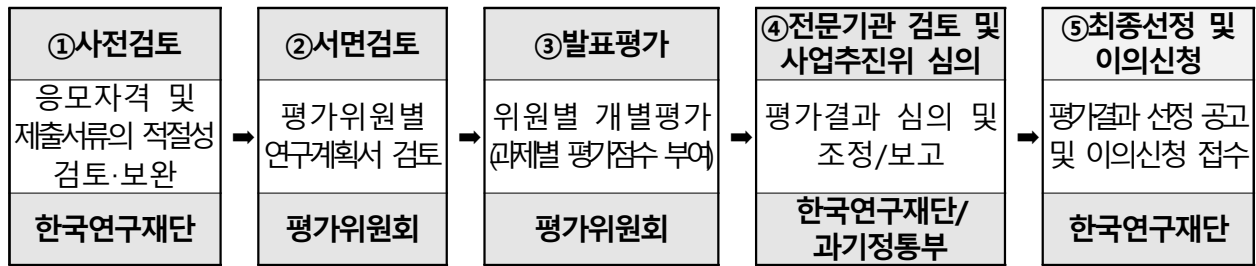 ①사전검토
응모자격 및
제출서류의 적절성
검토·보완
한국연구재단
➡
②서면검토
평가위원별
연구계획서 검토
평가위원회
➡
③발표평가
위원별 개별평가
(과제별 평가점수 부여)
평가위원회
➡
④전문기관 검토 및
사업추진위 심의
평가결과 심의 및
조정/보고
한국연구재단/
과기정통부
➡
⑤최종선정 및
이의신청
평가결과 선정 공고
및 이의신청 접수
한국연구재단